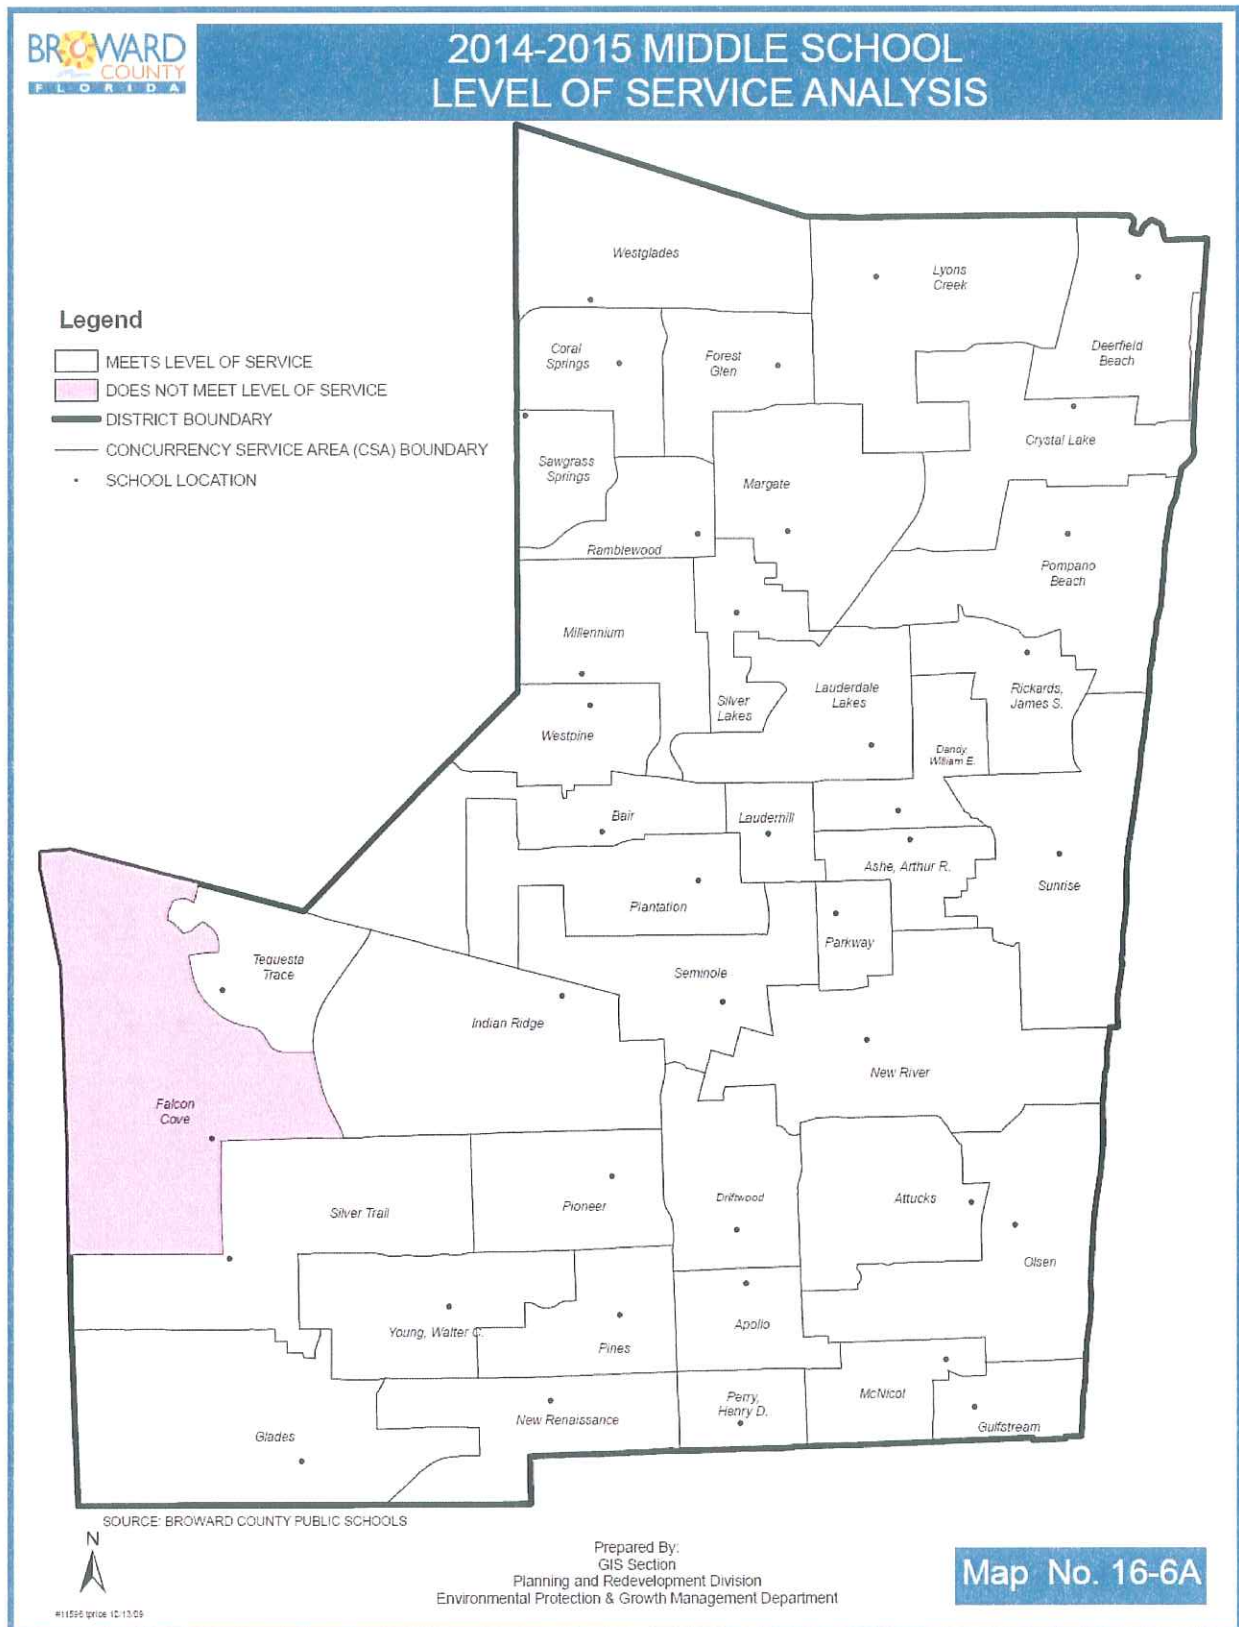 BROWARD
COUNTY
FLORIDA
2014-2015 MIDDLE SCHOOL
LEVEL OF SERVICE ANALYSIS
Legend
MEETS LEVEL OF SERVICE
DOES NOT MEET LEVEL OF SERVICE
DISTRICT BOUNDARY
CONCURRENCY SERVICE AREA (CSA) BOUNDARY
SCHOOL LOCATION
Westglades
Lyons
Creek
Coral
Springs
Forest
Glen
Deerfield
Beach
Crystal Lake
Sawgrass
Springs
Margate
Ramblewood
Pompano
Beach
Millennium
Silver
Lakes
Lauderdale
Lakes
Rickards,
James S.
Westpine
Dandy,
William E.
Bair
Lauderhill
Ashe, Arthur R.
Sunrise
Plantation
Parkway
Tequesta
Trace
Seminole
Indian Ridge
New River
Falcon
Cove
Silver Trail
Pioneer
Driftwood
Attucks
Olsen
Young, Walter C.
Pines
Apollo
New Renaissance
Perry,
Henry D.
McNicol
Gulfstream
Glades
SOURCE: BROWARD COUNTY PUBLIC SCHOOLS
N
Prepared By:
GIS Section
Planning and Redevelopment Division
Environmental Protection & Growth Management Department
Map No. 16-6A
#11596 tprice 12/13/09